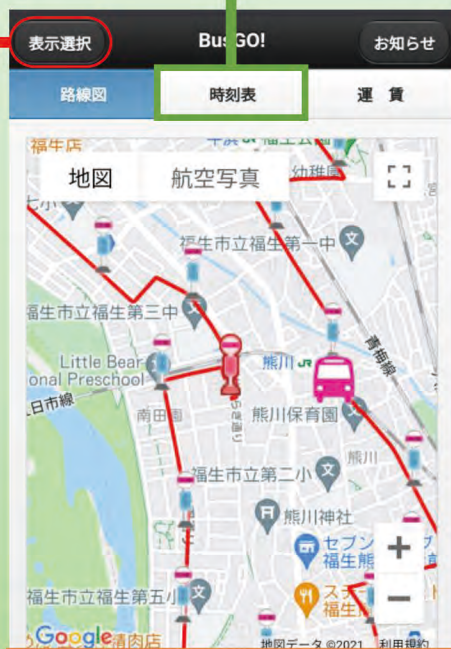 表示選択
BusGO!
お知らせ
路線図
時刻表
運 賃
福生店
地図
航空写真
幼稚園
福生市立福生第一中
福生市立福生第三中
Little Bear
onal Preschool
熊川
青梅線
日市線
南田園
熊川保育園
熊川
福生市立第二小
熊川神社
セブン
福生熊
福生市立福生第五小
福生
Google
精肉店
地図データ ©2021
利用規約